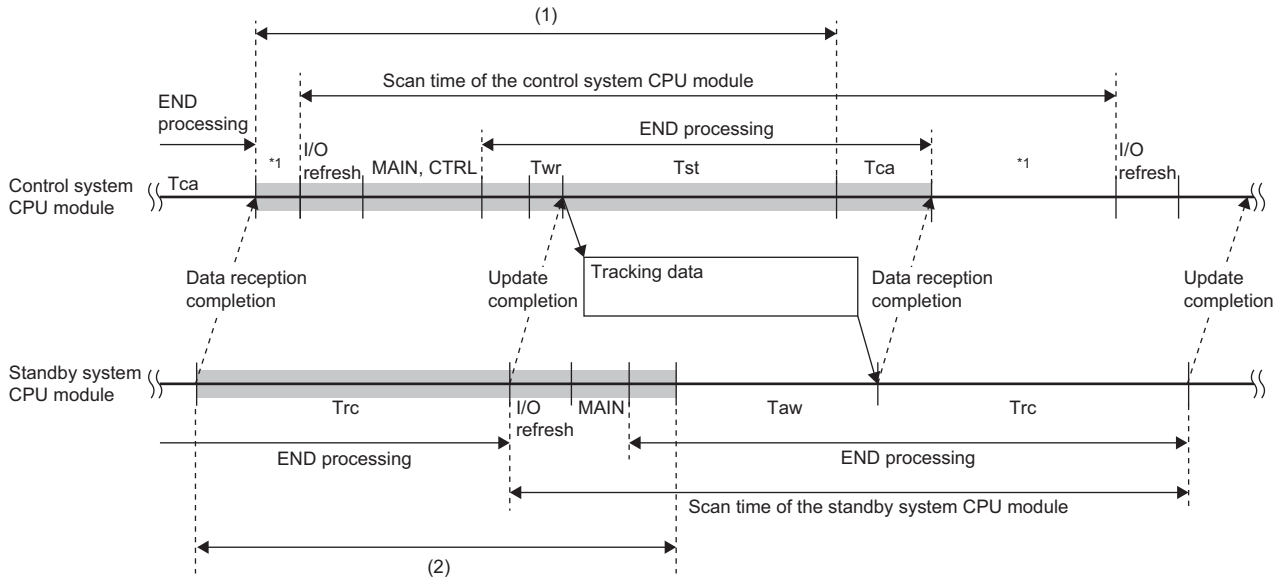 (1)
Scan time of the control system CPU module
END
processing
END processing
*1
I/O
refresh
MAIN, CTRL
Twr
Tst
Tca
*1
I/O
refresh
Control system
CPU module
Tca
Data reception
completion
Update
completion
Tracking data
Data reception
completion
Update
completion
Standby system
CPU module
Trc
I/O
refresh
MAIN
Taw
Trc
END processing
END processing
Scan time of the standby system CPU module
(2)